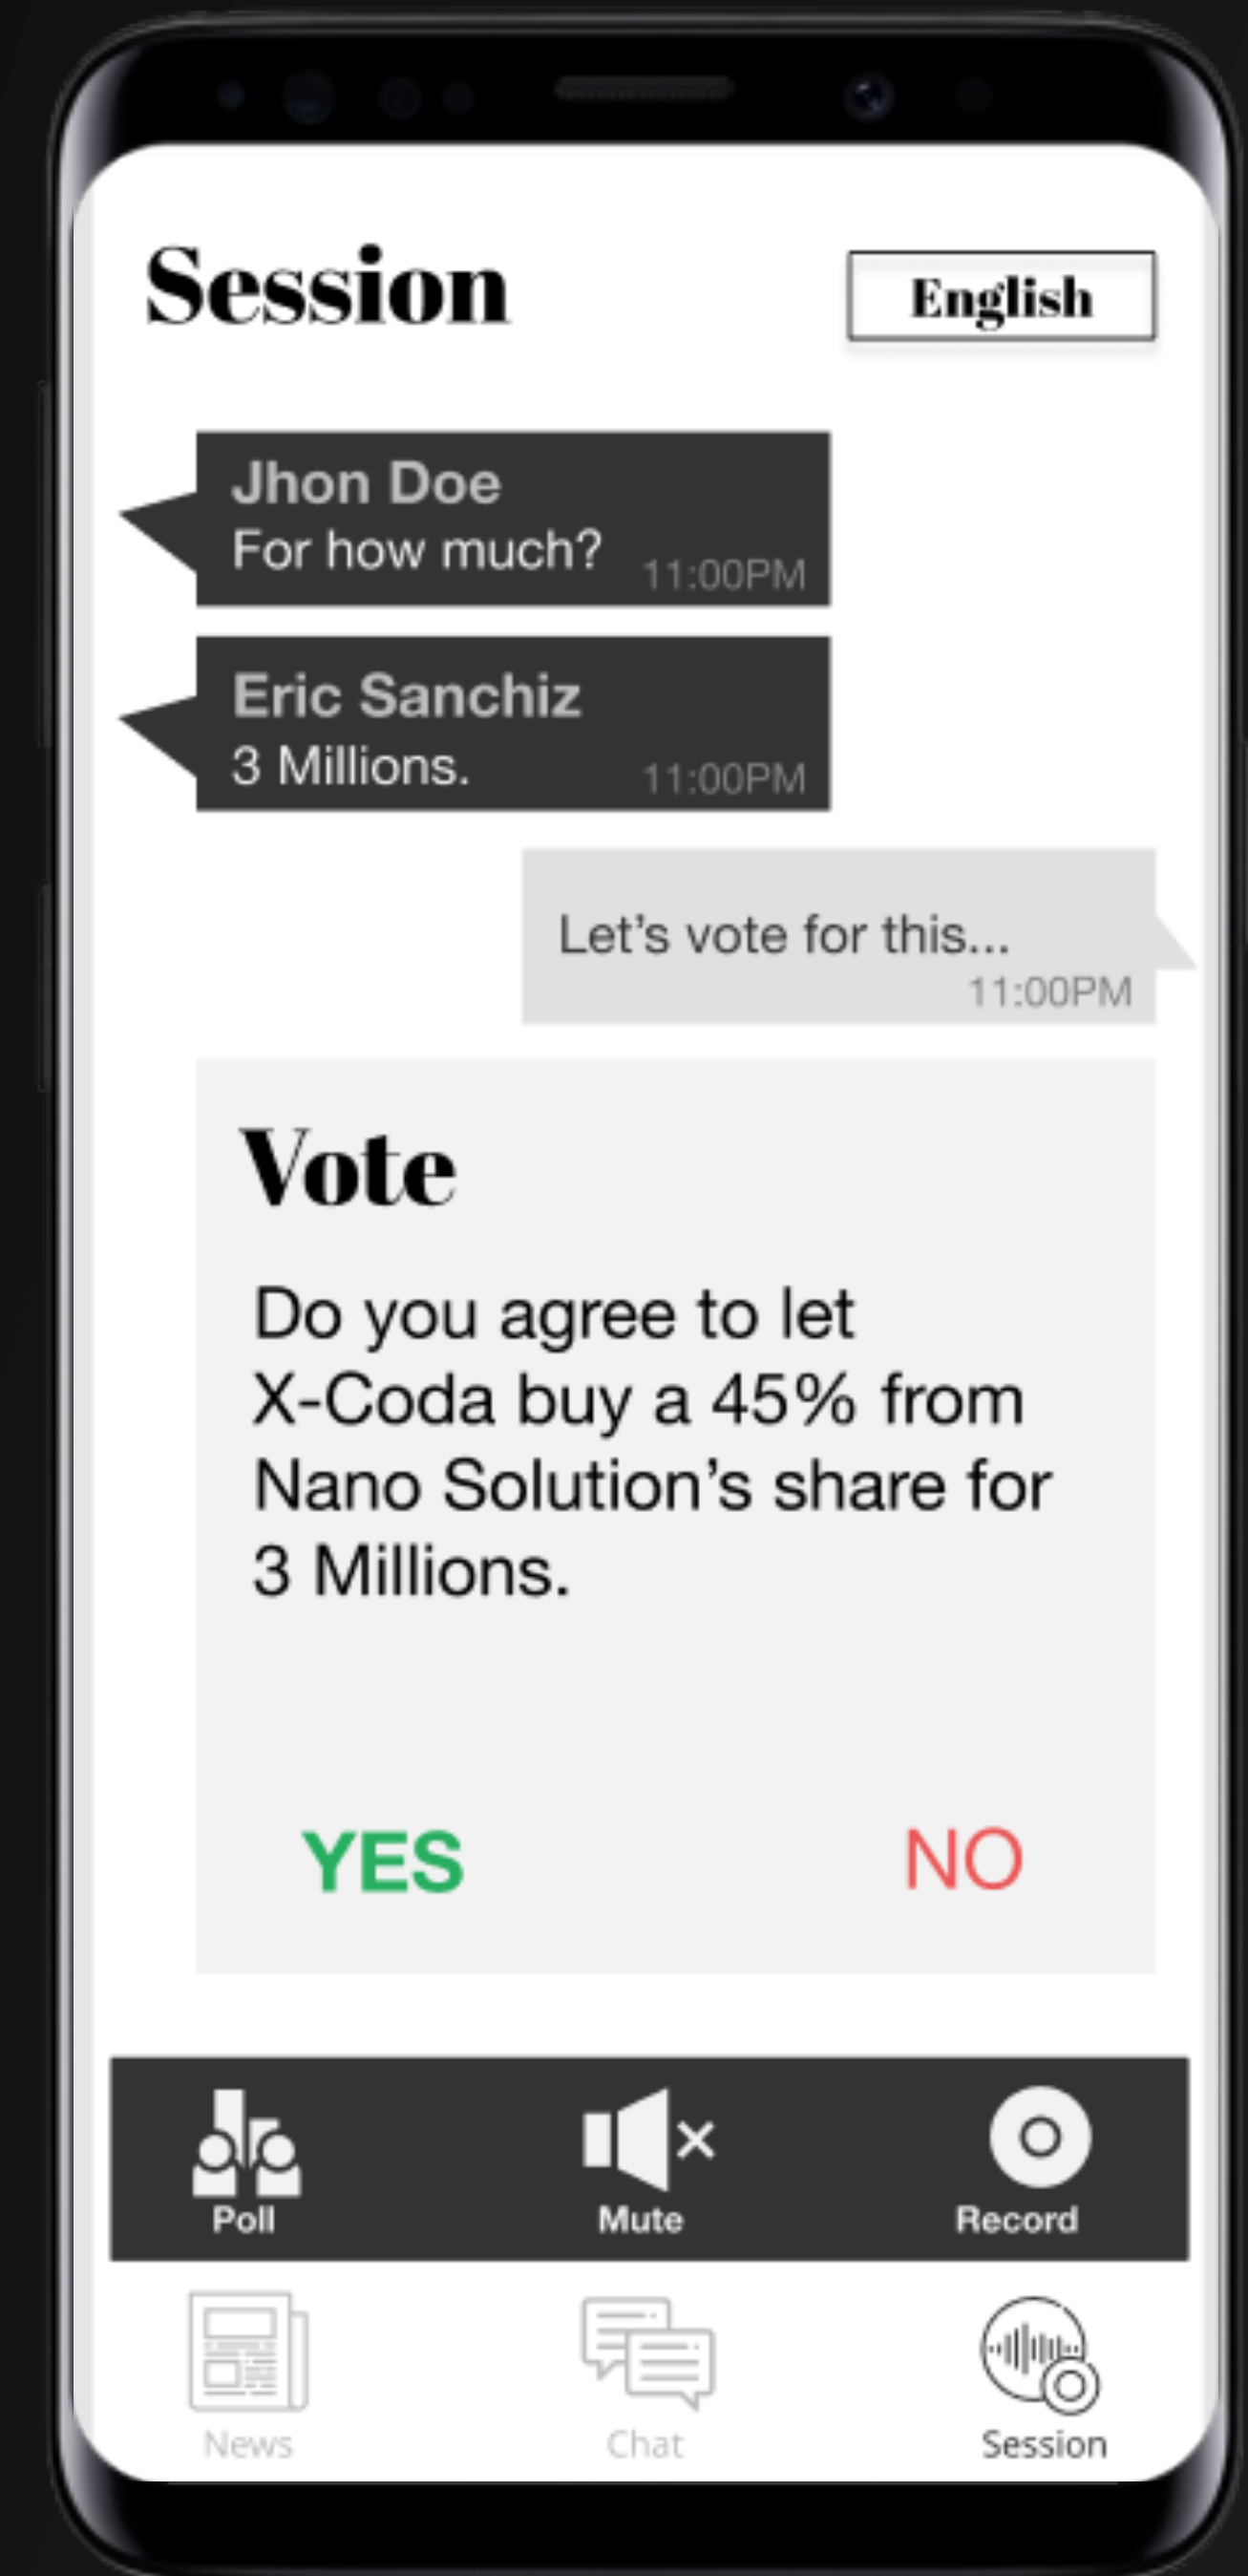 Session
English
Jhon Doe
For how much?
11:00PM
Eric Sanchiz
3 Millions.
11:00PM
Let's vote for this...
11:00PM
Vote
Do you agree to let
X-Coda buy a 45% from
Nano Solution's share for
3 Millions.
YES
NO
Poll
Mute
Record
News
Chat
Session